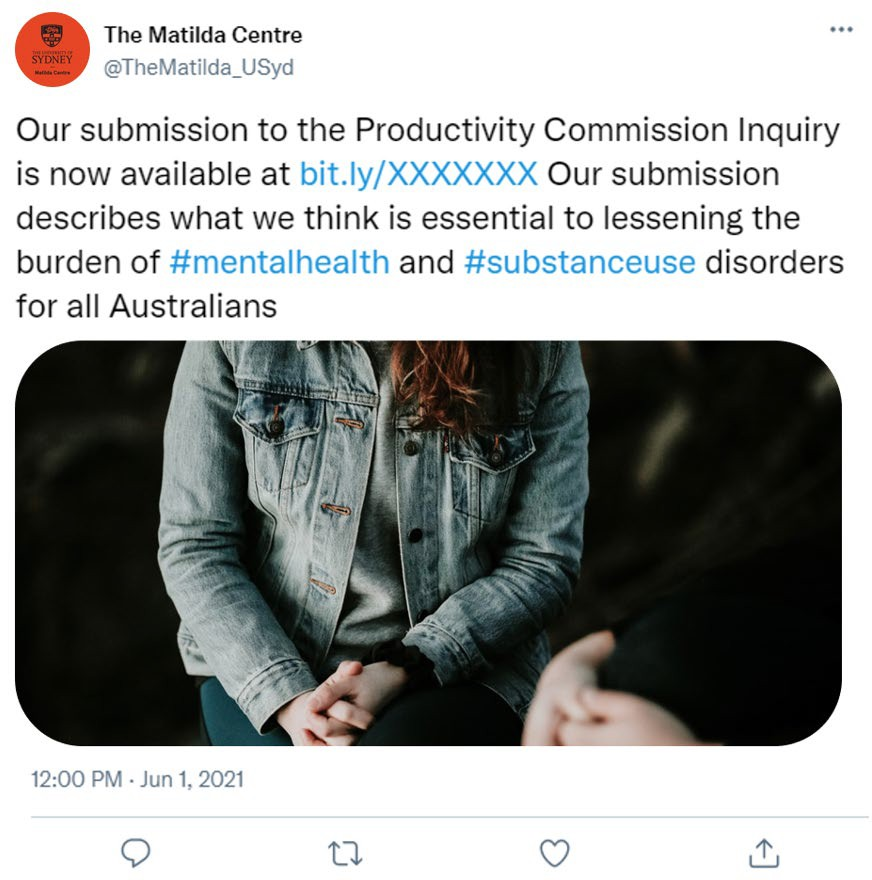 The Matilda Centre
@TheMatilda_USyd
THE UNIVERSITY OF
SYDNEY
Matilda Centre
Our submission to the Productivity Commission Inquiry
is now available at bit.ly/XXXXXXX Our submission
describes what we think is essential to lessening the
burden of #mentalhealth and #substanceuse disorders
for all Australians
12:00 PM · Jun 1, 2021